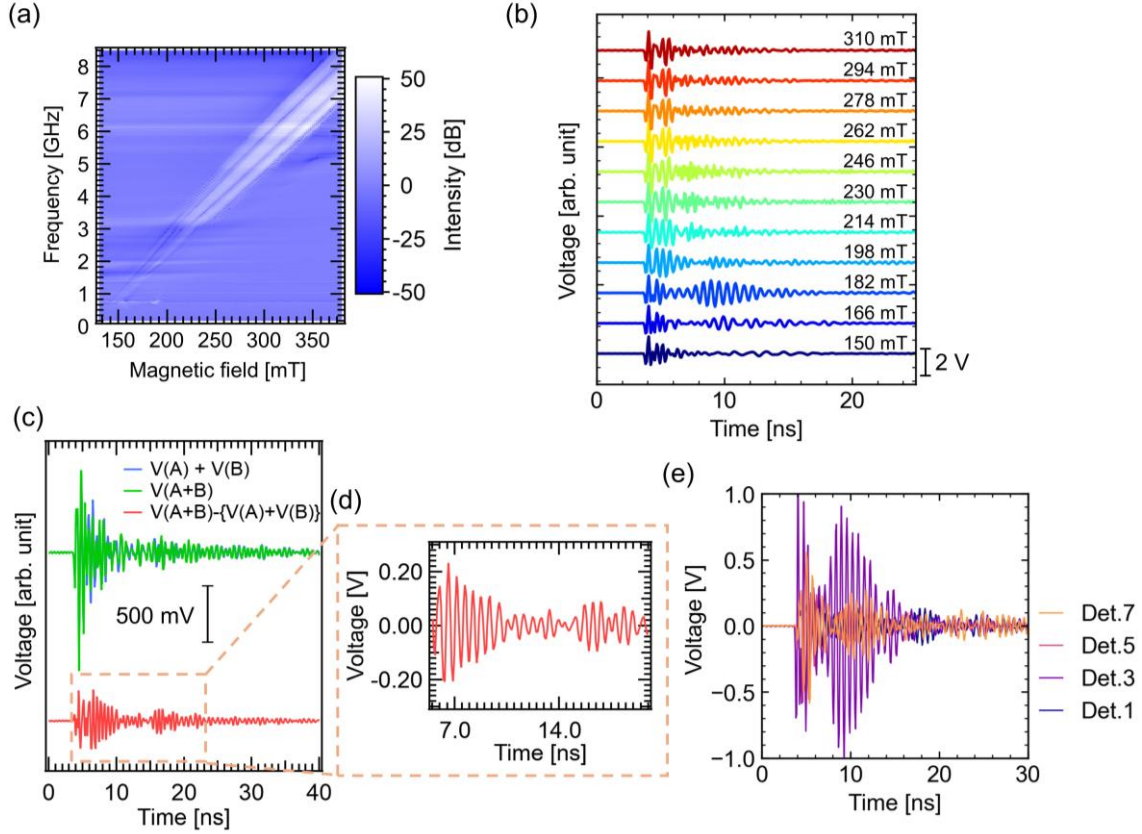 (a)
8
7
6
5
4
3
2
1
0
Frequency [GHz]
150 200 250 300 350
Magnetic field [mT]
50
25
0
-25
-50
Intensity [dB]
(b)
310 mT
294 mT
278 mT
262 mT
246 mT
230 mT
214 mT
198 mT
182 mT
166 mT
150 mT
2 V
Voltage [arb. unit]
0 10 20
Time [ns]
(c)
V(A) + V(B)
V(A+B)
V(A+B)-{V(A)+V(B)}
500 mV
Voltage [arb. unit]
0 10 20 30 40
Time [ns]
(d)
0.20
0.00
-0.20
Voltage [V]
7.0 14.0
Time [ns]
(e)
1.0
0.5
0.0
−0.5
−1.0
Voltage [V]
0 10 20 30
Time [ns]
Det.7
Det.5
Det.3
Det.1